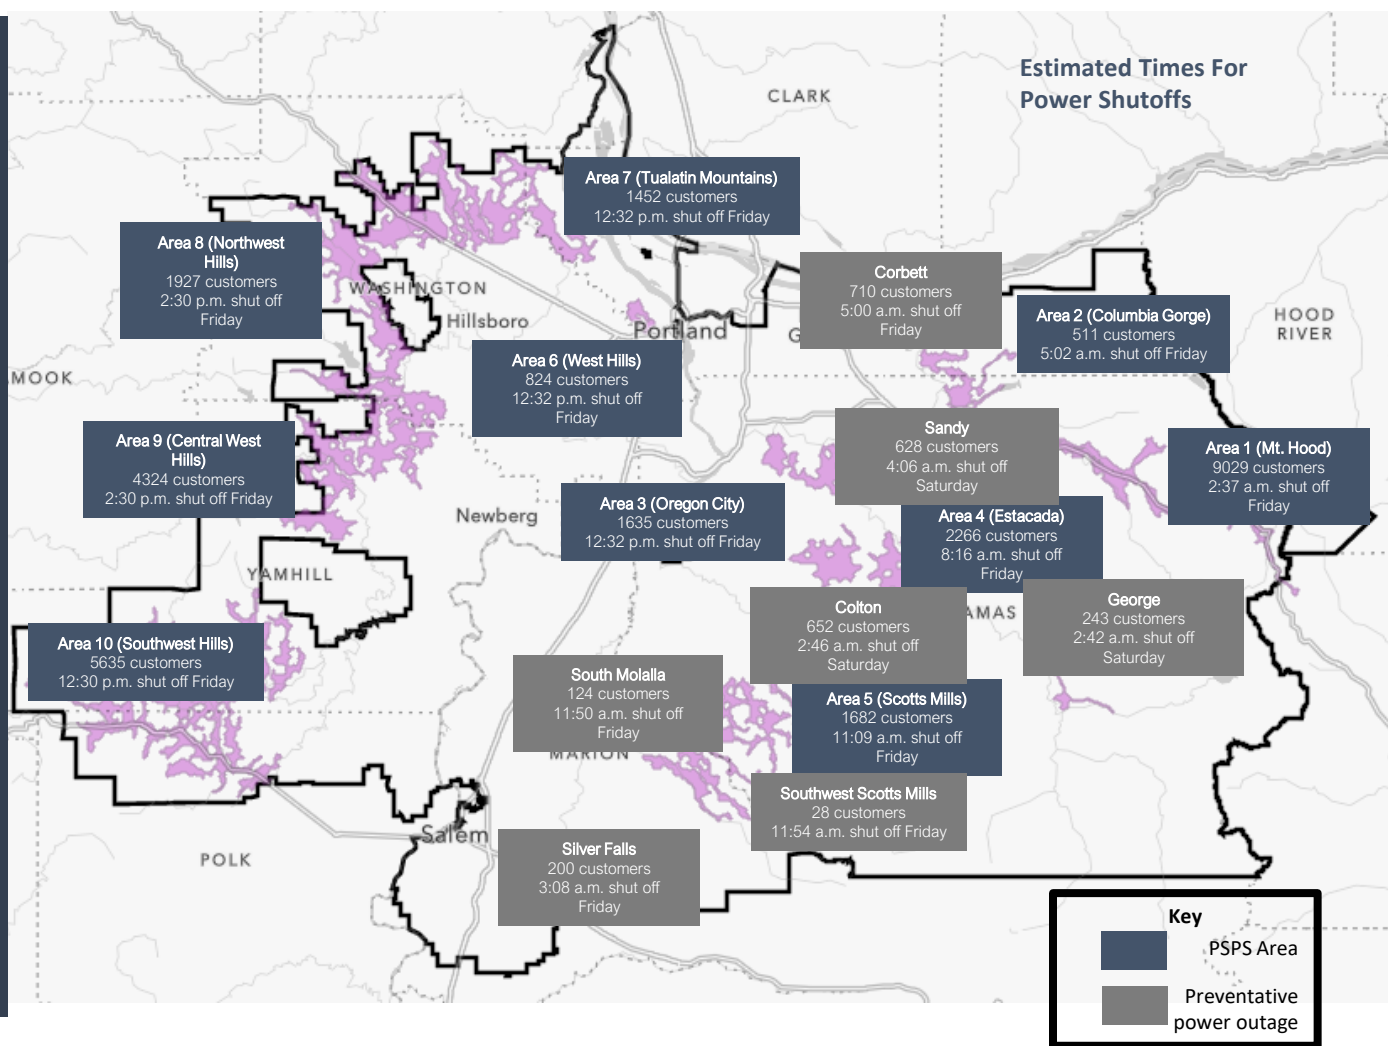 Estimated Times For
Power Shutoffs
CLARK
Area 7 (Tualatin Mountains)
1452 customers
12:32 p.m. shut off Friday
Area 8 (Northwest
Hills)
1927 customers
2:30 p.m. shut off
Friday
WASHINGTON
Hillsboro
Portland
G
Corbett
710 customers
5:00 a.m. shut off
Friday
Area 2 (Columbia Gorge)
511 customers
5:02 a.m. shut off Friday
HOOD
RIVER
MOOK
Area 6 (West Hills)
824 customers
12:32 p.m. shut off
Friday
Area 9 (Central West
Hills)
4324 customers
2:30 p.m. shut off Friday
Sandy
628 customers
4:06 a.m. shut off
Saturday
Area 1 (Mt. Hood)
9029 customers
2:37 a.m. shut off
Friday
Newberg
Area 3 (Oregon City)
1635 customers
12:32 p.m. shut off Friday
Area 4 (Estacada)
2266 customers
8:16 a.m. shut off
Friday
YAMHILL
Colton
652 customers
2:46 a.m. shut off
Saturday
AMAS
George
243 customers
2:42 a.m. shut off
Saturday
Area 10 (Southwest Hills)
5635 customers
12:30 p.m. shut off Friday
South Molalla
124 customers
11:50 a.m. shut off
Friday
MARION
Area 5 (Scotts Mills)
1682 customers
11:09 a.m. shut off
Friday
Southwest Scotts Mills
28 customers
11:54 a.m. shut off Friday
Salem
POLK
Silver Falls
200 customers
3:08 a.m. shut off
Friday
Key
PSPS Area
Preventative
power outage